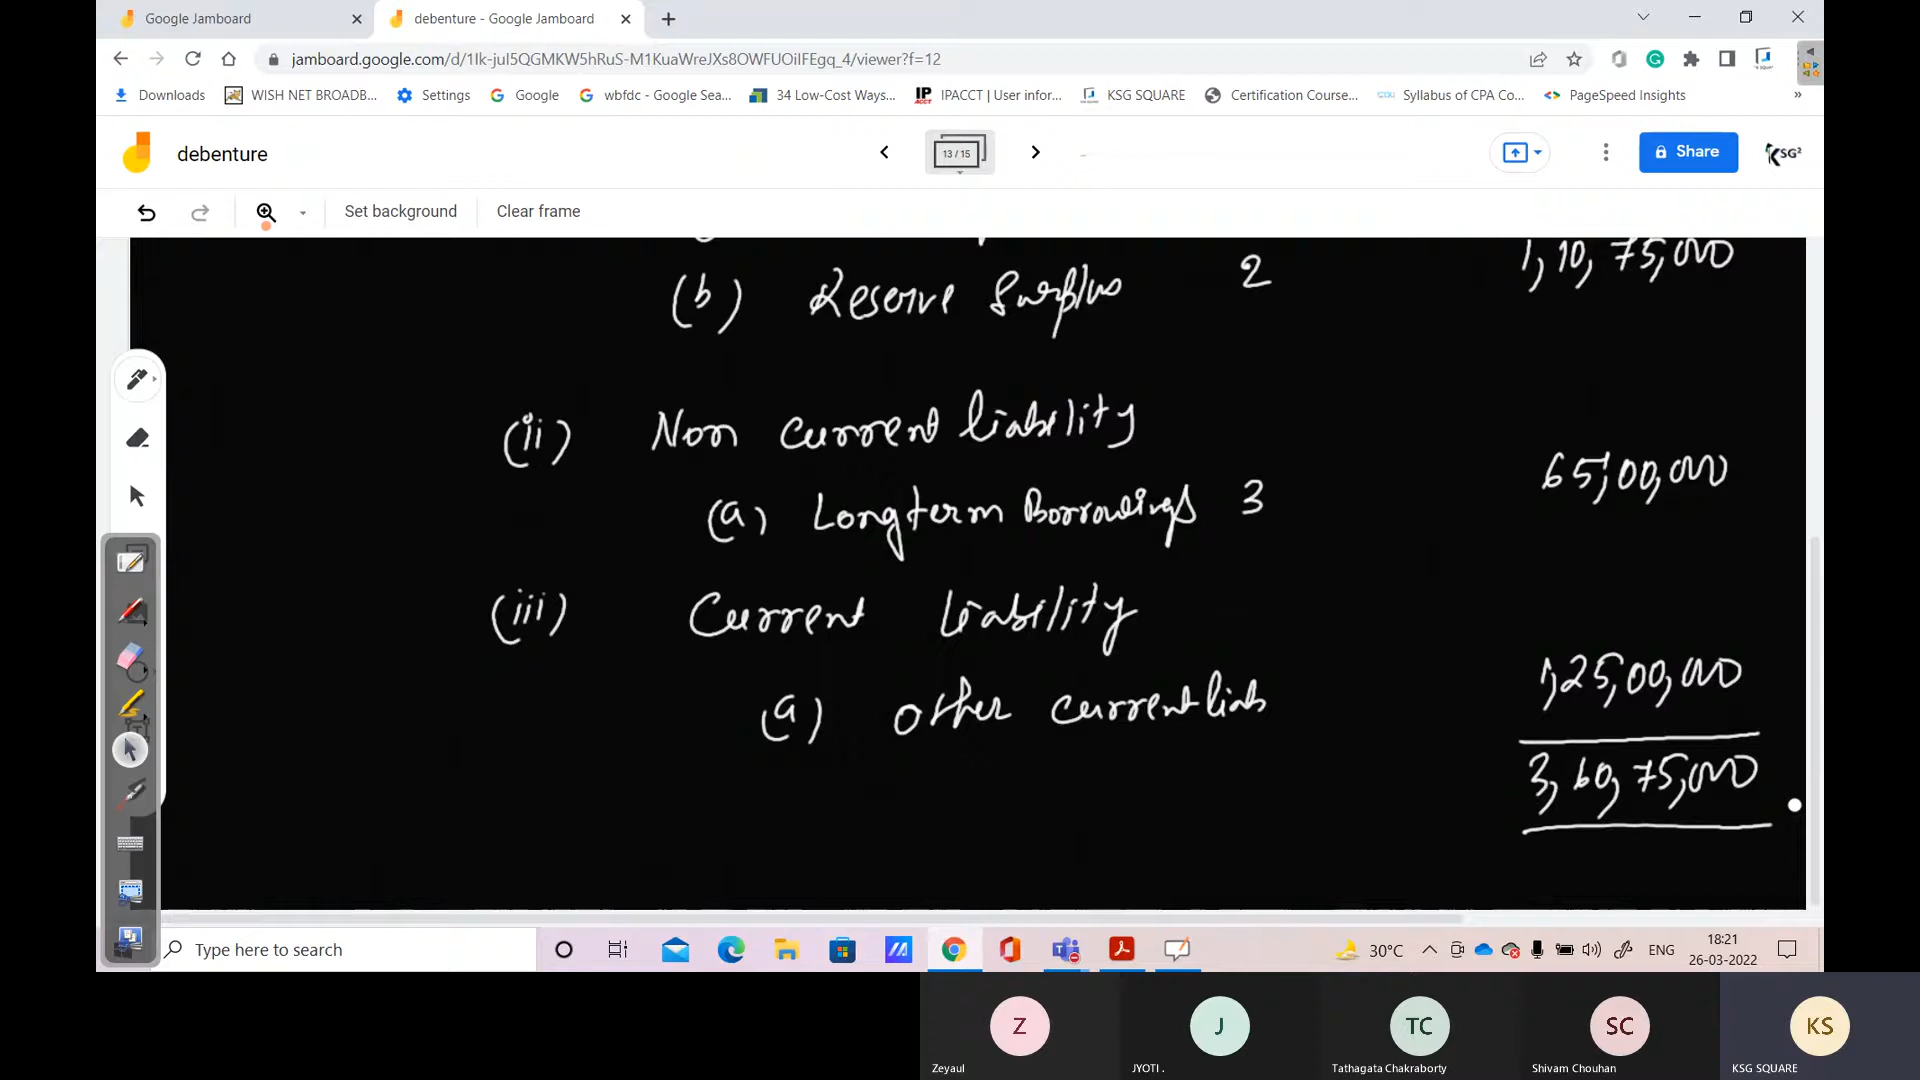 Google Jamboard
debenture - Google Jamboard
jamboard.google.com/d/1Ik-jul5QGMKW5hRuS-M1KuaWreJXs8OWFUOilFEgq_4/viewer?f=12
Downloads WISH NET BROADB... Settings Google wbfdc - Google Sea... 34 Low-Cost Ways... IPACCT | User infor... KSG SQUARE Certification Course... Syllabus of CPA Co... PageSpeed Insights »
debenture
13 / 15
Share
KSG²
Set background Clear frame
(b) Reserve Surplus 2 1,10,75,000
(ii) Non current liability
(a) Longterm Borrowings 3 65,00,000
(iii) Current liability
(a) other current liab 1,25,00,000
3,60,75,000
Type here to search
30°C ENG 18:21
26-03-2022
Z J TC SC KS
Zeyaul JYOTI . Tathagata Chakraborty Shivam Chouhan KSG SQUARE